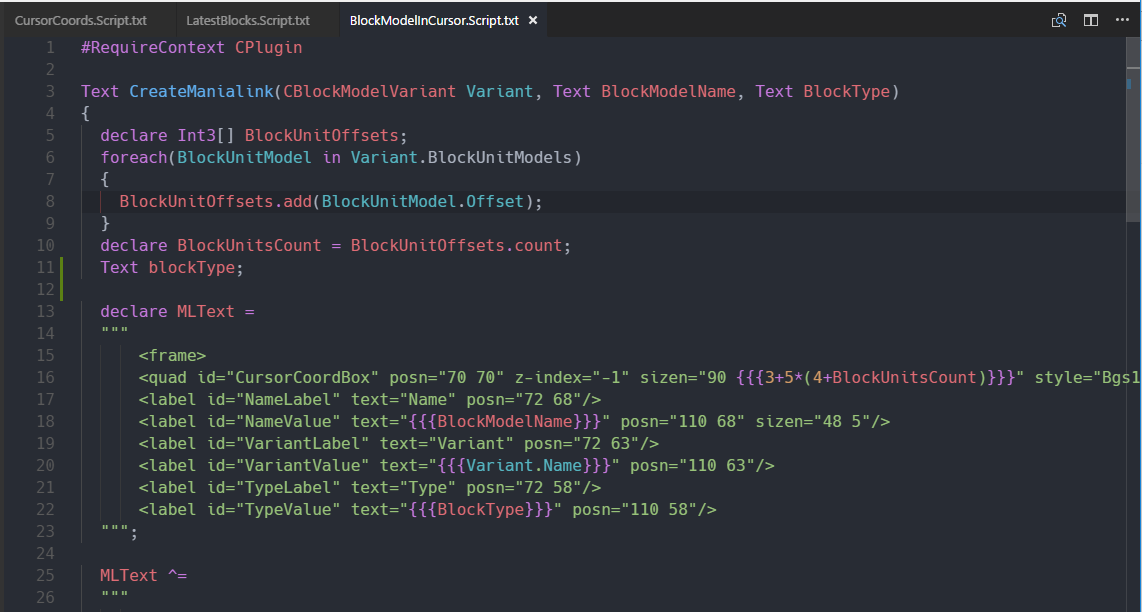 CursorCoords.Script.txt LatestBlocks.Script.txt BlockModelInCursor.Script.txt ×
1 #RequireContext CPlugin
2
3 Text CreateManialink(CBlockModelVariant Variant, Text BlockModelName, Text BlockType)
4 {
5   declare Int3[] BlockUnitOffsets;
6   foreach(BlockUnitModel in Variant.BlockUnitModels)
7   {
8     BlockUnitOffsets.add(BlockUnitModel.Offset);
9   }
10   declare BlockUnitsCount = BlockUnitOffsets.count;
11   Text blockType;
12
13   declare MLText =
14   """
15       <frame>
16       <quad id="CursorCoordBox" posn="70 70" z-index="-1" sizen="90 {{{3+5*(4+BlockUnitsCount)}}}" style="Bgs1
17       <label id="NameLabel" text="Name" posn="72 68"/>
18       <label id="NameValue" text="{{{BlockModelName}}}" posn="110 68" sizen="48 5"/>
19       <label id="VariantLabel" text="Variant" posn="72 63"/>
20       <label id="VariantValue" text="{{{Variant.Name}}}" posn="110 63"/>
21       <label id="TypeLabel" text="Type" posn="72 58"/>
22       <label id="TypeValue" text="{{{BlockType}}}" posn="110 58"/>
23   """;
24
25   MLText ^=
26   """